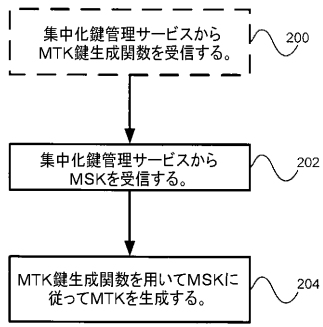 集中化鍵管理サービスから
MTK鍵生成関数を受信する。
200
集中化鍵管理サービスから
MSKを受信する。
202
MTK鍵生成関数を用いてMSKに
従ってMTKを生成する。
204